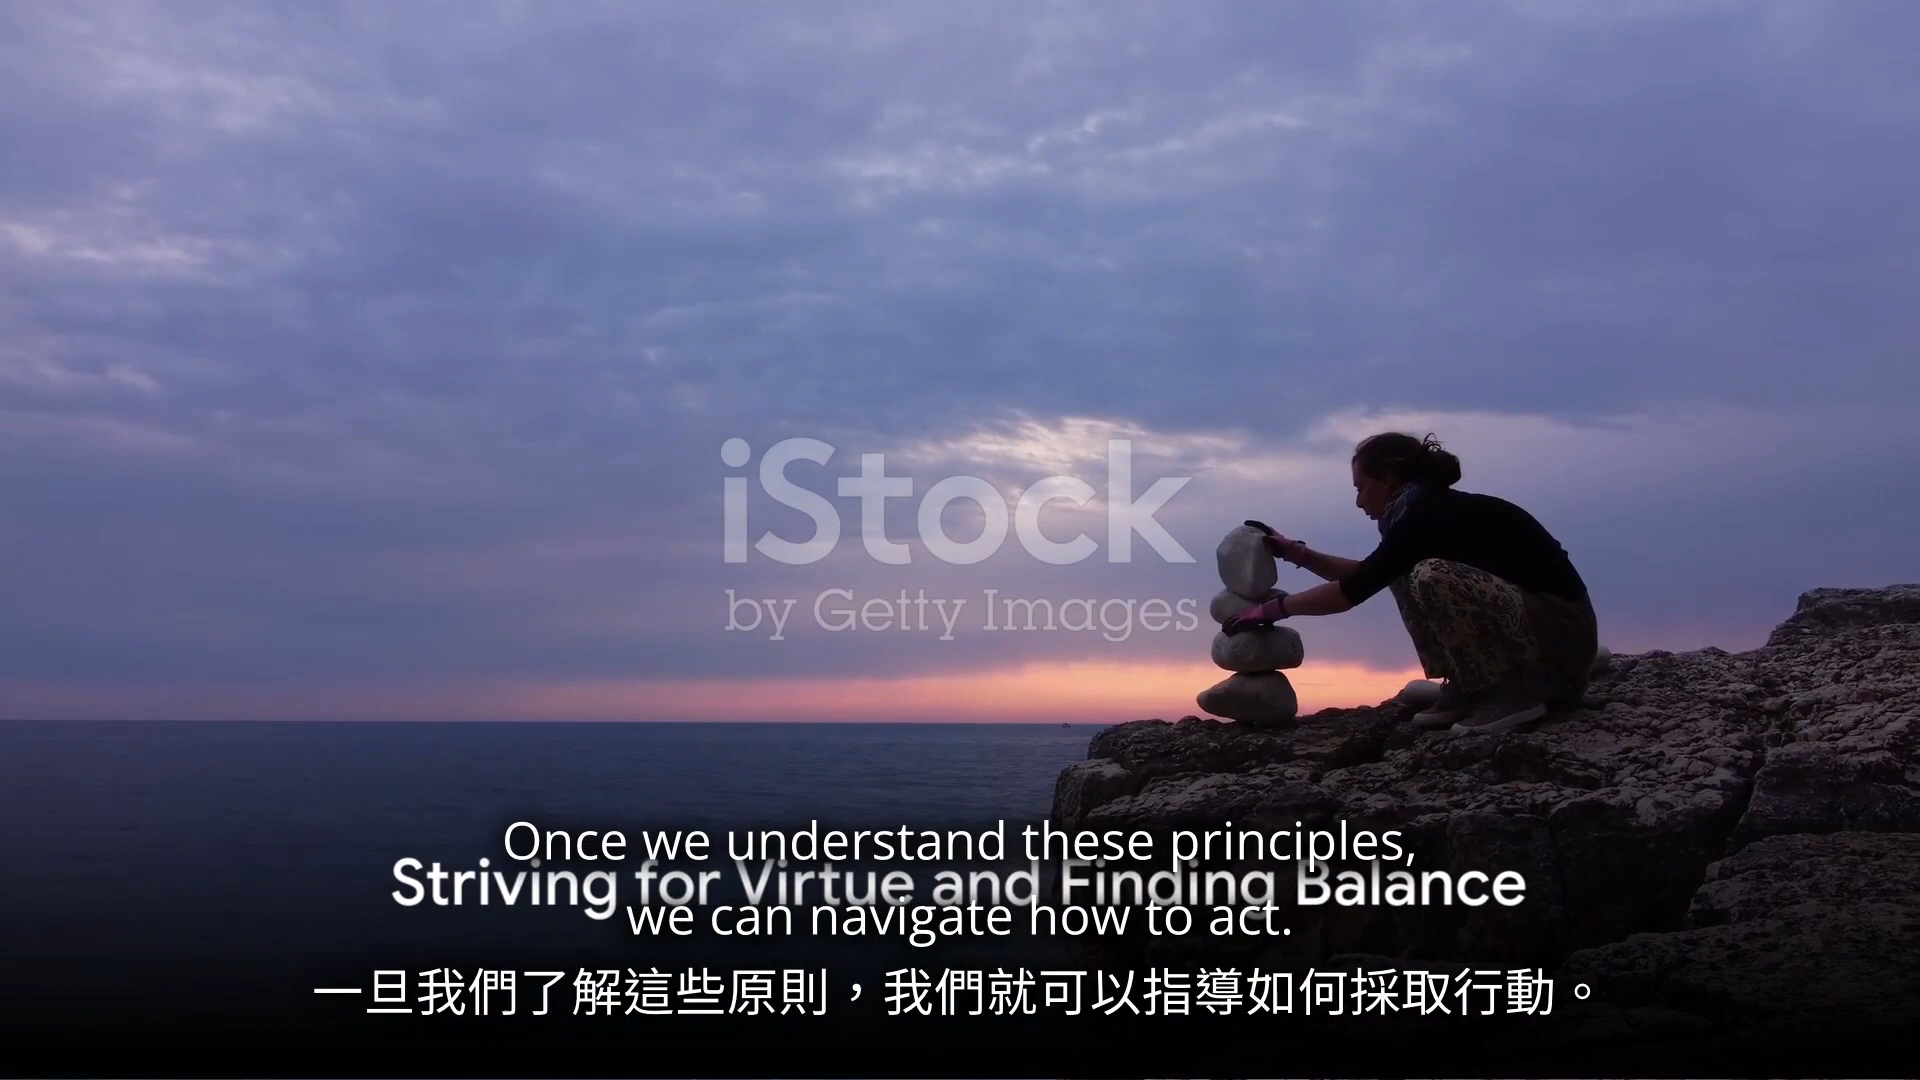 iStock
by Getty Images
Once we understand these principles,
Striving for Virtue and Finding Balance
we can navigate how to act.
一旦我們了解這些原則，我們就可以指導如何採取行動。